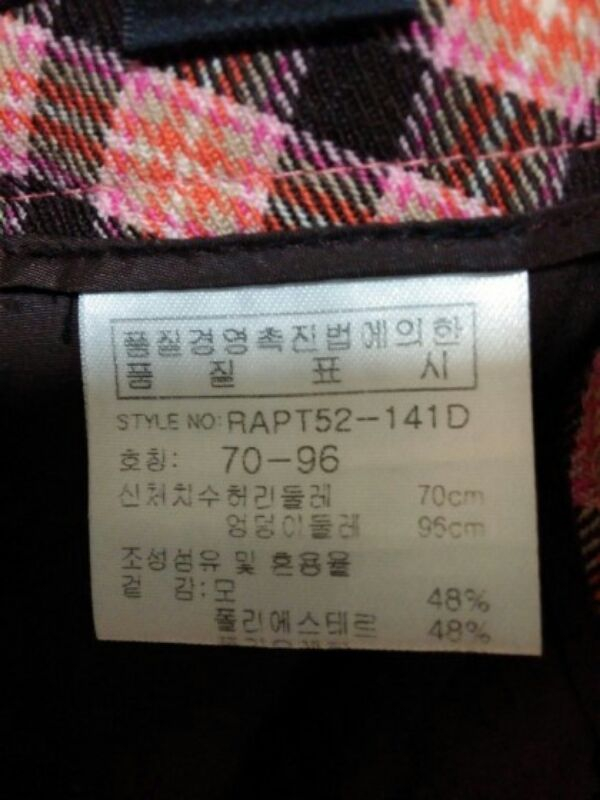 품질경영촉진법에의한
품 질 표 시
STYLE NO: RAPT52-141D
호칭: 70-96
신체치수허리둘레 70cm
엉덩이둘레 96cm
조성섬유 및 혼용율
겉 감:모 48%
폴리에스테르 48%